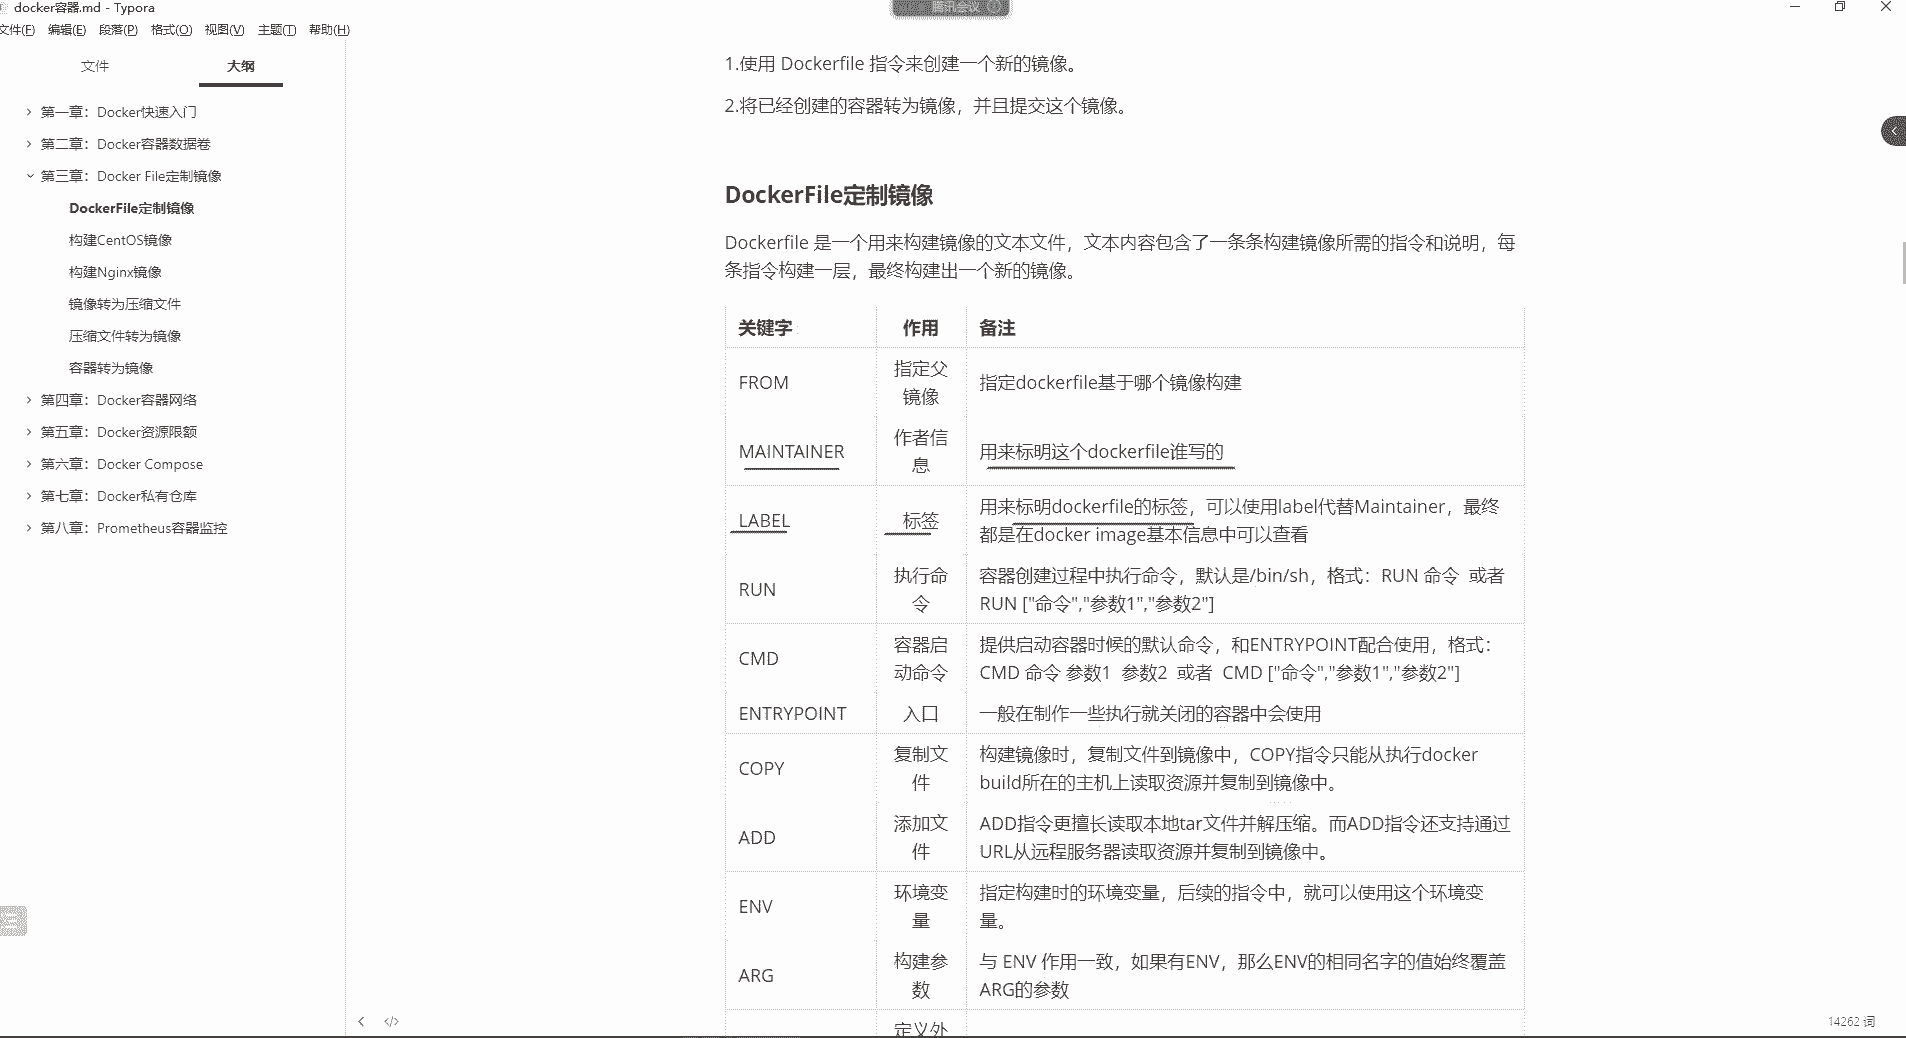 docker容器.md - Typora
腾讯会议
文件(F) 编辑(E) 段落(P) 格式(O) 视图(V) 主题(T) 帮助(H)
文件 大纲
第一章：Docker快速入门
第二章：Docker容器数据卷
第三章：Docker File定制镜像
DockerFile定制镜像
构建CentOS镜像
构建Nginx镜像
镜像转为压缩文件
压缩文件转为镜像
容器转为镜像
第四章：Docker容器网络
第五章：Docker资源限额
第六章：Docker Compose
第七章：Docker私有仓库
第八章：Prometheus容器监控
1.使用 Dockerfile 指令来创建一个新的镜像。
2.将已经创建的容器转为镜像，并且提交这个镜像。
DockerFile定制镜像
Dockerfile 是一个用来构建镜像的文本文件，文本内容包含了一条条构建镜像所需的指令和说明，每
条指令构建一层，最终构建出一个新的镜像。
关键字 作用 备注
FROM
指定父
镜像
指定dockerfile基于哪个镜像构建
MAINTAINER
作者信
息
用来标明这个dockerfile谁写的
LABEL
标签
用来标明dockerfile的标签，可以使用label代替Maintainer，最终
都是在docker image基本信息中可以查看
RUN
执行命
令
容器创建过程中执行命令，默认是/bin/sh，格式：RUN 命令 或者
RUN ["命令","参数1","参数2"]
CMD
容器启
动命令
提供启动容器时候的默认命令，和ENTRYPOINT配合使用，格式：
CMD 命令 参数1 参数2 或者 CMD ["命令","参数1","参数2"]
ENTRYPOINT
入口
一般在制作一些执行就关闭的容器中会使用
COPY
复制文
件
构建镜像时，复制文件到镜像中，COPY指令只能从执行docker
build所在的主机上读取资源并复制到镜像中。
ADD
添加文
件
ADD指令更擅长读取本地tar文件并解压缩。而ADD指令还支持通过
URL从远程服务器读取资源并复制到镜像中。
ENV
环境变
量
指定构建时的环境变量，后续的指令中，就可以使用这个环境变
量。
ARG
构建参
数
与 ENV 作用一致，如果有ENV，那么ENV的相同名字的值始终覆盖
ARG的参数
定义外
14262 词